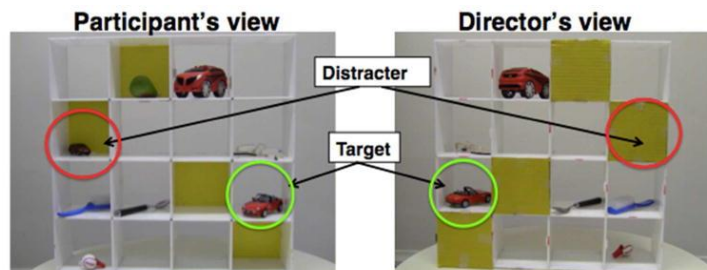 Participant's view
Director's view
Distracter
Target